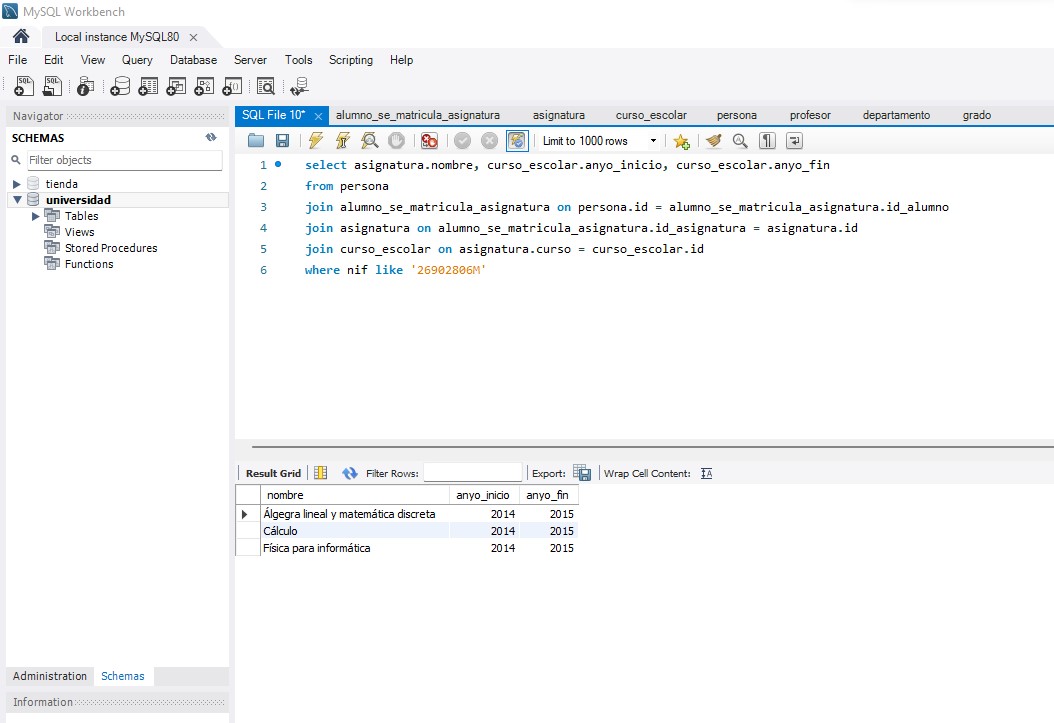 MySQL Workbench
Local instance MySQL80
File Edit View Query Database Server Tools Scripting Help
Navigator
SCHEMAS
Filter objects
tienda
universidad
Tables
Views
Stored Procedures
Functions
Administration Schemas
Information
SQL File 10* alumno_se_matricula_asignatura asignatura curso_escolar persona profesor departamento grado
Limit to 1000 rows
1 select asignatura.nombre, curso_escolar.anyo_inicio, curso_escolar.anyo_fin
2 from persona
3 join alumno_se_matricula_asignatura on persona.id = alumno_se_matricula_asignatura.id_alumno
4 join asignatura on alumno_se_matricula_asignatura.id_asignatura = asignatura.id
5 join curso_escolar on asignatura.curso = curso_escolar.id
6 where nif like '26902806M'
Result Grid Filter Rows: Export: Wrap Cell Content:
nombre anyo_inicio anyo_fin
Álgegra lineal y matemática discreta 2014 2015
Cálculo 2014 2015
Física para informática 2014 2015